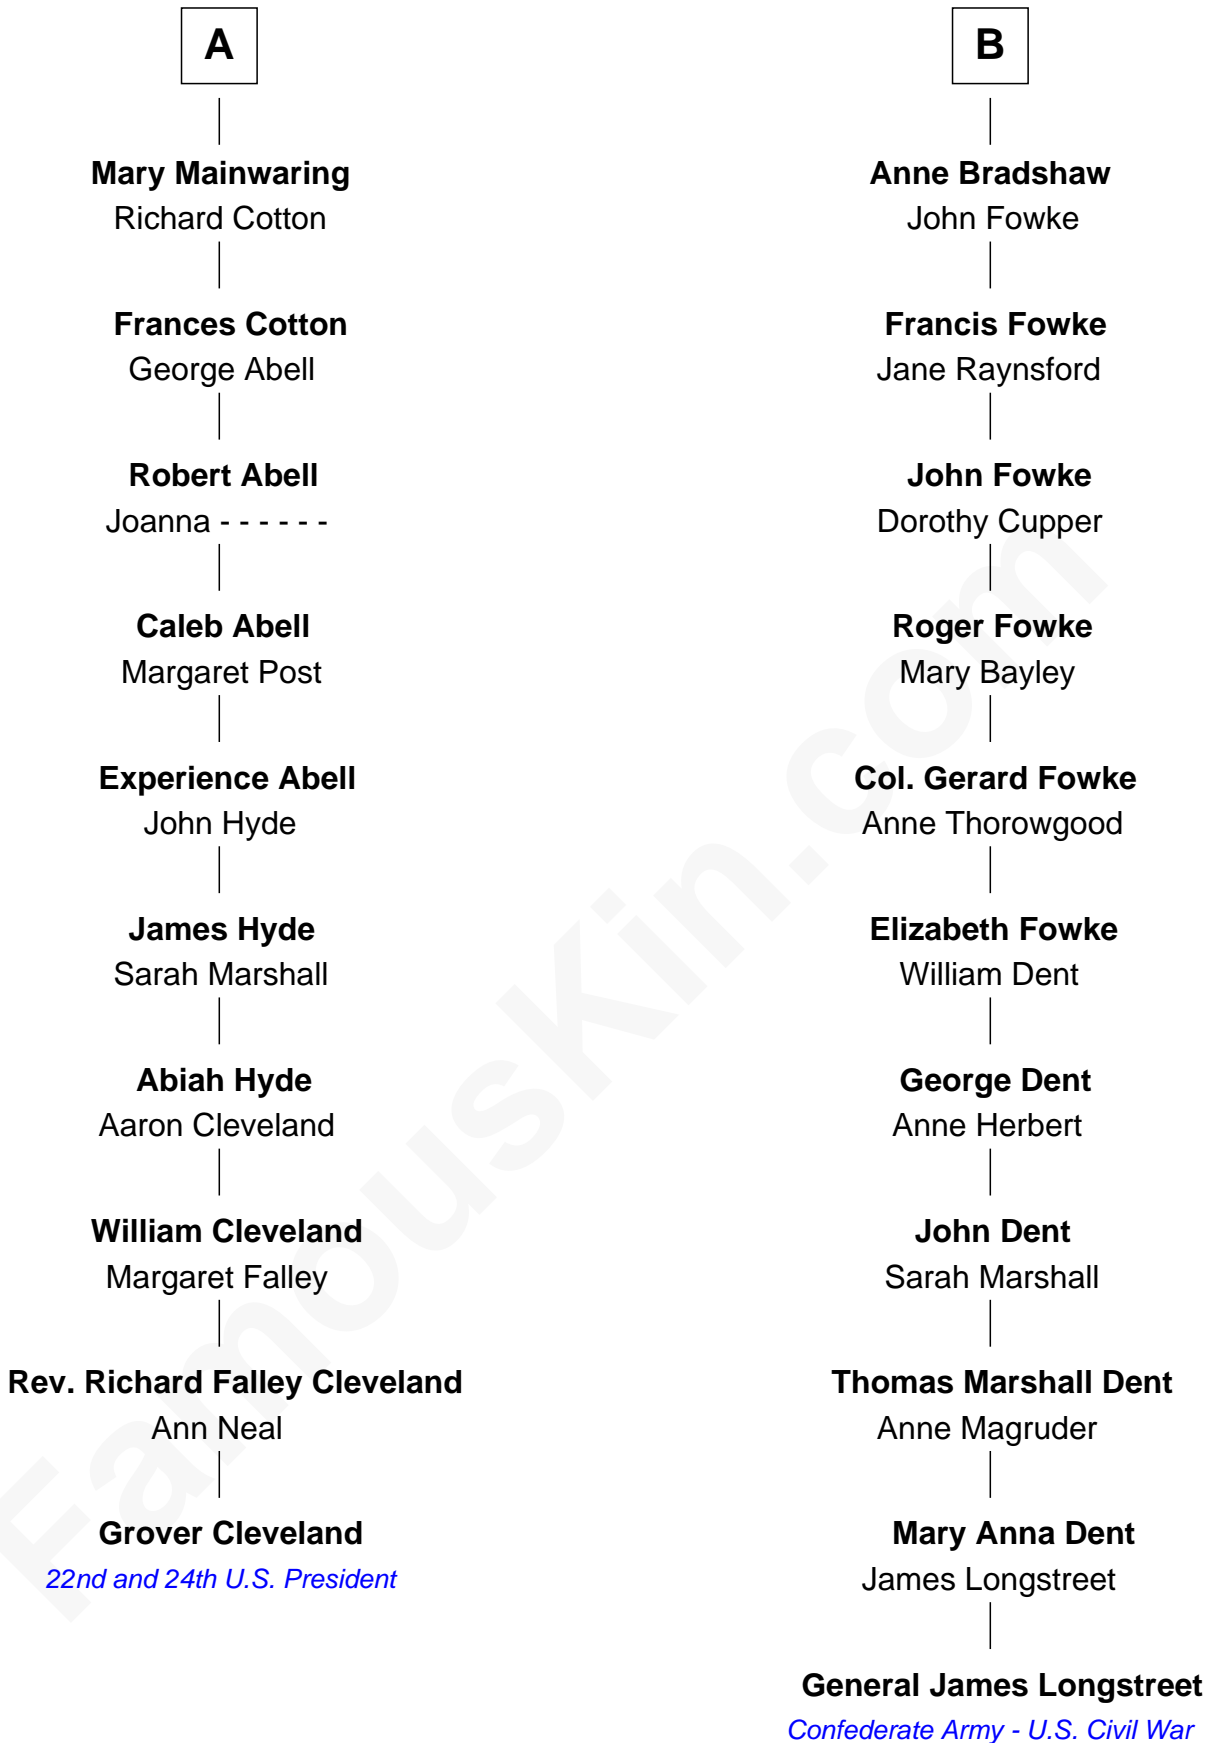 A
Mary Mainwaring
Richard Cotton
Frances Cotton
George Abell
Robert Abell
Joanna - - - - - -
Caleb Abell
Margaret Post
Experience Abell
John Hyde
James Hyde
Sarah Marshall
Abiah Hyde
Aaron Cleveland
William Cleveland
Margaret Falley
Rev. Richard Falley Cleveland
Ann Neal
Grover Cleveland
22nd and 24th U.S. President
B
Anne Bradshaw
John Fowke
Francis Fowke
Jane Raynsford
John Fowke
Dorothy Cupper
Roger Fowke
Mary Bayley
Col. Gerard Fowke
Anne Thorowgood
Elizabeth Fowke
William Dent
George Dent
Anne Herbert
John Dent
Sarah Marshall
Thomas Marshall Dent
Anne Magruder
Mary Anna Dent
James Longstreet
General James Longstreet
Confederate Army - U.S. Civil War
FamousKin.com